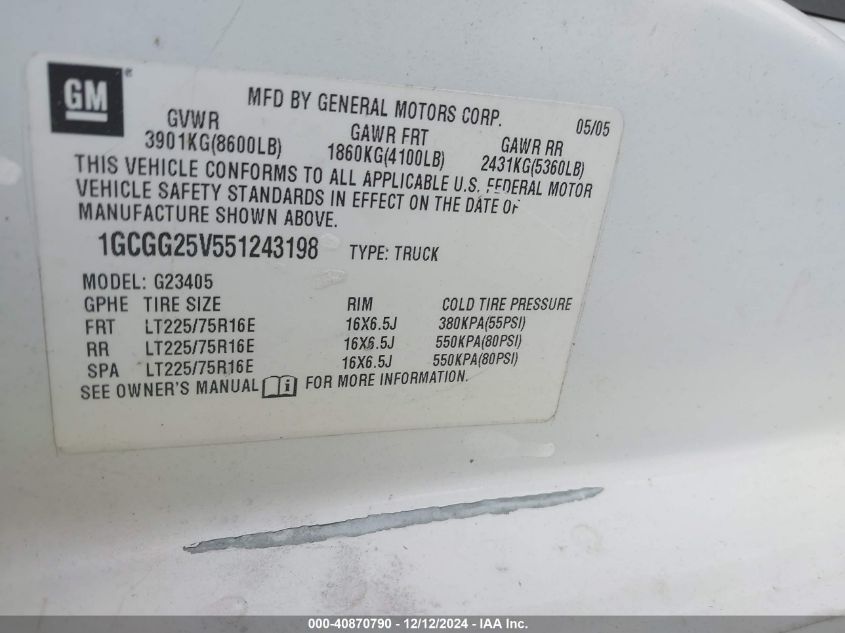 GM ®
MFD BY GENERAL MOTORS CORP. 05/05
GVWR GAWR FRT GAWR RR
3901KG(8600LB) 1860KG(4100LB) 2431KG(5360LB)
THIS VEHICLE CONFORMS TO ALL APPLICABLE U.S. FEDERAL MOTOR
VEHICLE SAFETY STANDARDS IN EFFECT ON THE DATE OF
MANUFACTURE SHOWN ABOVE.
1GCGG25V551243198 TYPE: TRUCK
MODEL: G23405
GPHE TIRE SIZE RIM COLD TIRE PRESSURE
FRT LT225/75R16E 16X6.5J 380KPA(55PSI)
RR LT225/75R16E 16X6.5J 550KPA(80PSI)
SPA LT225/75R16E 16X6.5J 550KPA(80PSI)
SEE OWNER'S MANUAL i FOR MORE INFORMATION.
000-40870790 - 12/12/2024 - IAA Inc.